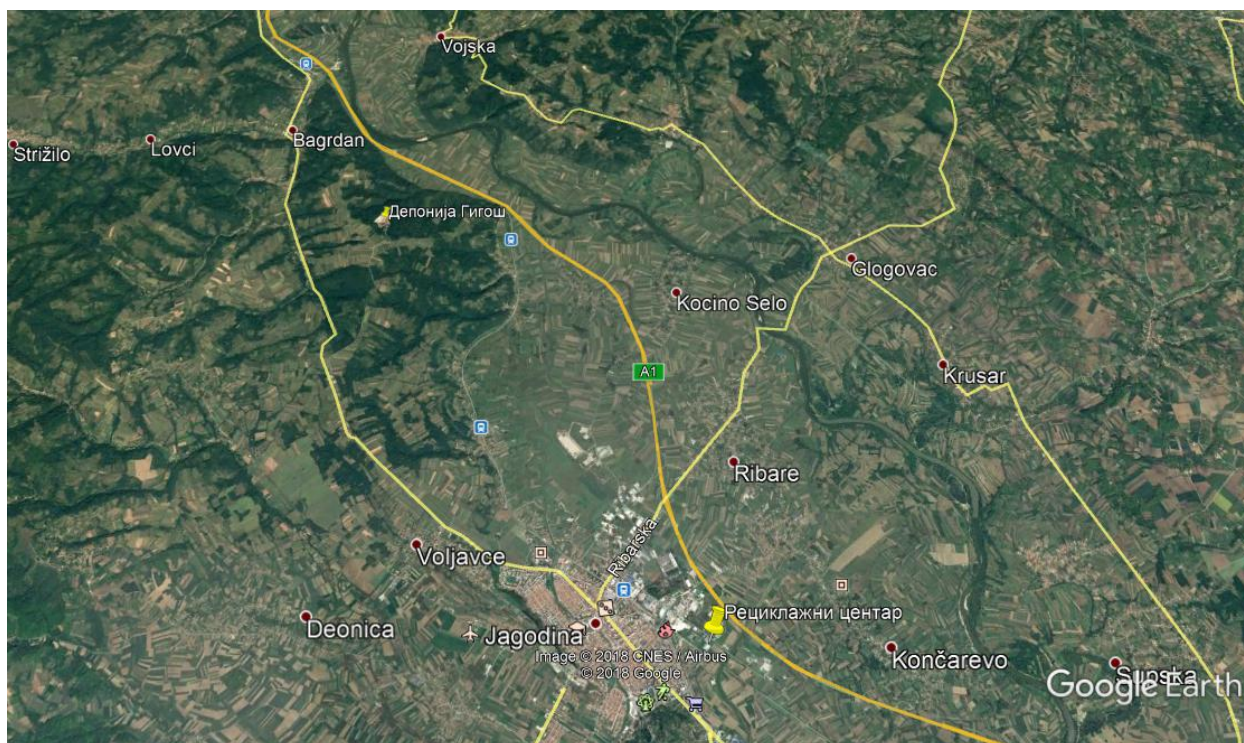 Vojska
Strižilo
Lovci
Bagrdan
Депонија Гигош
Glogovac
Kocino Selo
A1
Krusar
Ribare
Ribarska
Voljavce
Рециклажни центар
Deonica
Jagodina
Končarevo
Supska
Image © 2018 CNES / Airbus
© 2018 Google
Google Earth